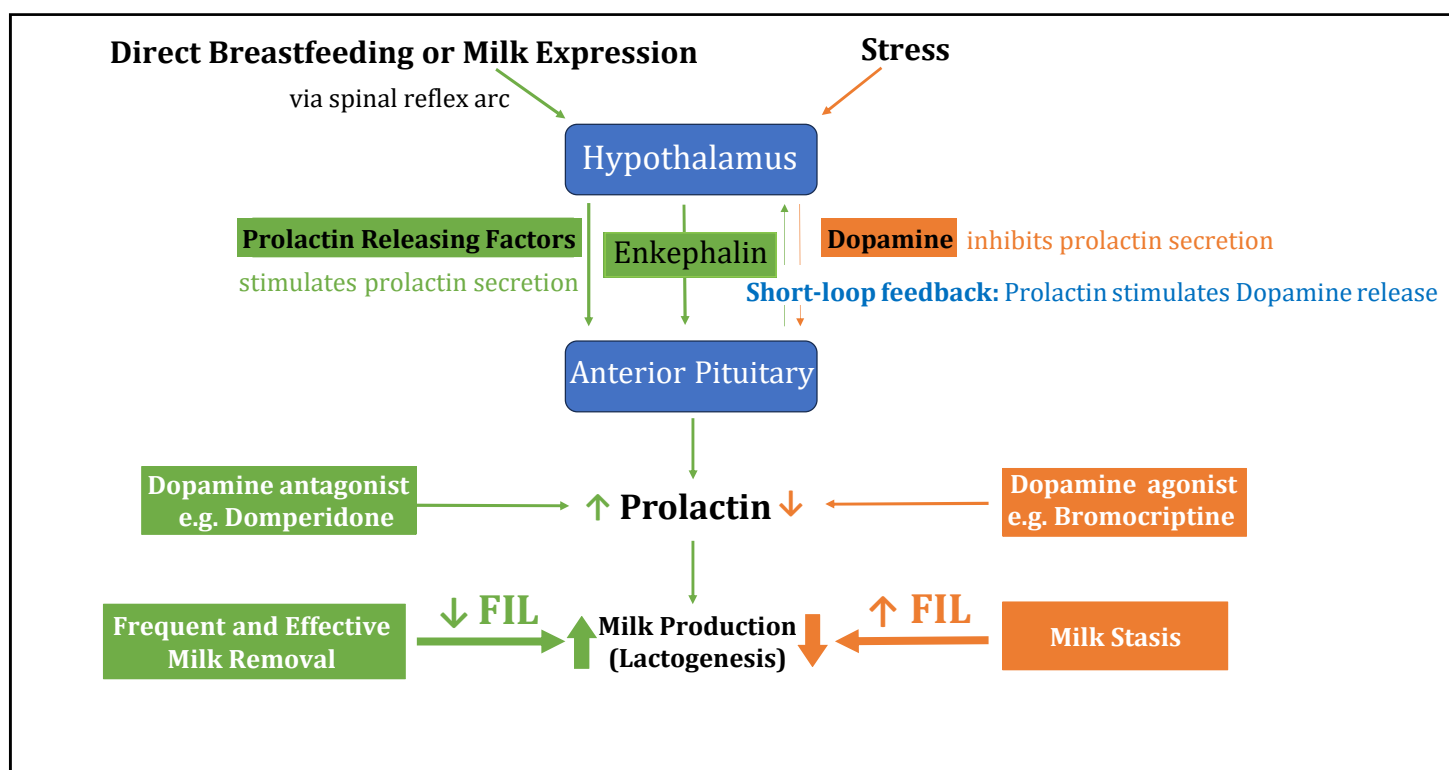 Direct Breastfeeding or Milk Expression
Stress
via spinal reflex arc
Hypothalamus
Prolactin Releasing Factors
stimulates prolactin secretion
Enkephalin
Dopamine inhibits prolactin secretion
Short-loop feedback: Prolactin stimulates Dopamine release
Anterior Pituitary
Dopamine antagonist
e.g. Domperidone
↑ Prolactin ↓
Dopamine agonist
e.g. Bromocriptine
Frequent and Effective
Milk Removal
↓ FIL
Milk Production
(Lactogenesis)
↑ FIL
Milk Stasis